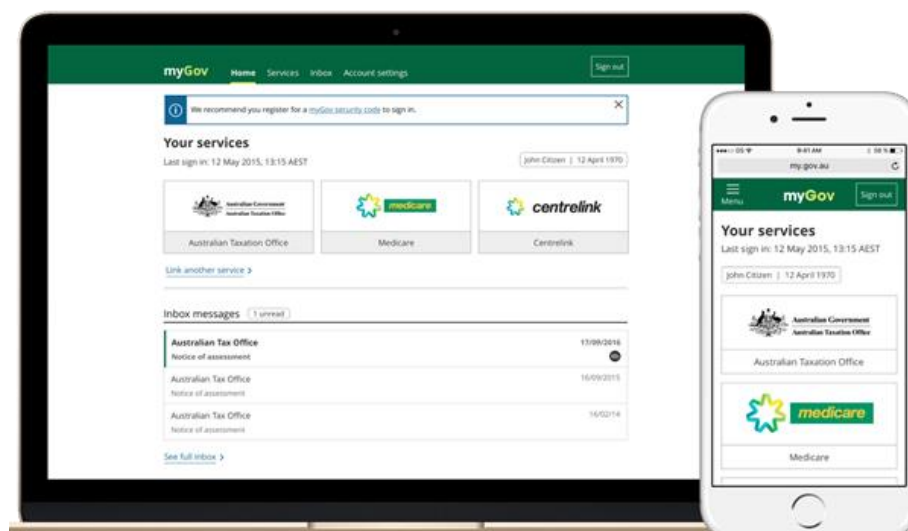 myGov Home Services Inbox Account settings Sign out
We recommend you register for a myGov security code to sign in.
Your services
Last sign in: 12 May 2015, 13:15 AEST
John Citizen | 12 April 1970
Australian Government
Australian Taxation Office
medicare
centrelink
Australian Taxation Office
Medicare
Centrelink
Link another service
Inbox messages 1 unread
Australian Tax Office 17/09/2016
Notice of assessment
Australian Tax Office 16/09/2015
Notice of assessment
Australian Tax Office 16/02/14
Notice of assessment
See full inbox
9:41 AM
my.gov.au
Menu
myGov
Sign out
Your services
Last sign in: 12 May 2015, 13:15 AEST
John Citizen | 12 April 1970
Australian Government
Australian Taxation Office
Australian Taxation Office
medicare
Medicare